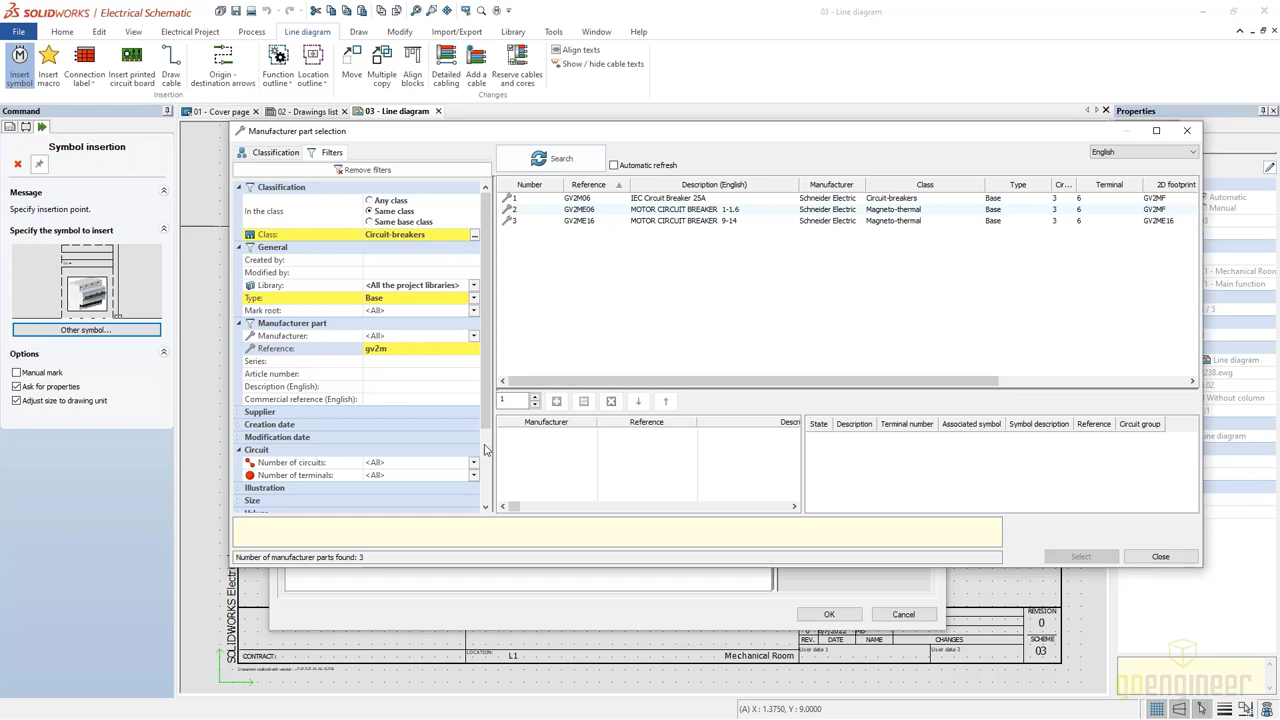 SOLIDWORKS Electrical Schematic
03 - Line diagram
File Home Edit View Electrical Project Process Line diagram Draw Modify Import/Export Library Tools Window Help
Insert symbol
Insert macro
Connection label
Insert printed circuit board
Draw cable
Origin - destination arrows
Function outline
Location outline
Move
Multiple copy
Align blocks
Detailed cabling
Add a cable
Reserve cables and cores
Align texts
Show / hide cable texts
Insertion
Changes
Command
01 - Cover page 02 - Drawings list 03 - Line diagram
Properties
Symbol insertion
Message
Specify insertion point.
Specify the symbol to insert
Other symbol...
Options
Manual mark
Ask for properties
Adjust size to drawing unit
Manufacturer part selection
Classification Filters
Remove filters
Search
Automatic refresh
English
Classification
In the class
Any class
Same class
Same base class
Class: Circuit-breakers
General
Created by:
Modified by:
Library: <All the project libraries>
Type: Base
Mark root: <All>
Manufacturer part
Manufacturer: <All>
Reference: gv2m
Series:
Article number:
Description (English):
Commercial reference (English):
Supplier
Creation date
Modification date
Circuit
Number of circuits: <All>
Number of terminals: <All>
Illustration
Size
Number Reference Description (English) Manufacturer Class Type Cir... Terminal 2D footprint
1 GV2M06 IEC Circuit Breaker 25A Schneider Electric Circuit-breakers Base 3 6 GV2MF
2 GV2ME06 MOTOR CIRCUIT BREAKER 1-1.6 Schneider Electric Magneto-thermal Base 3 6 GV2MF
3 GV2ME16 MOTOR CIRCUIT BREAKER 9-14 Schneider Electric Magneto-thermal Base 3 6 GV2ME16
1
Manufacturer Reference Descri
State Description Terminal number Associated symbol Symbol description Reference Circuit group
Number of manufacturer parts found: 3
Select Close
OK Cancel
Automatic
Manual
1 - Mechanical Room
1 - Main function
/ 5
Line diagram
238.ewg
Without column
:1
Line diagram
SOLIDWORKS Electri
CONTRACT:
LOCATION:
L1
Mechanical Room
REV. DATE NAME CHANGES
User data 1 User data 2
REVISION
0
SCHEME
03
goengineer
(A) X : 1.3750, Y : 9.0000